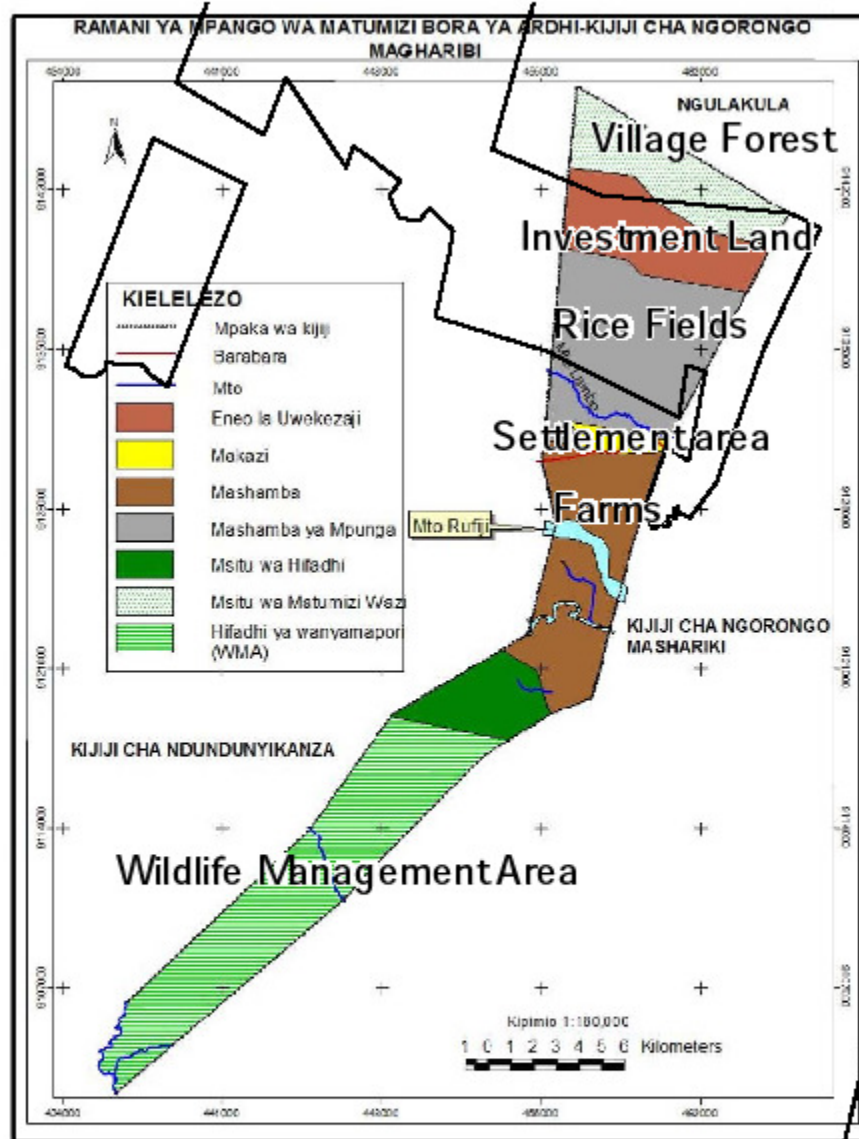 RAMANI YA MPANGO WA MATUMIZI BORA YA ARDHI-KIJIJI CHA NGORONGO
MAGHARIBI
441000
N
NGULAKULA
Village Forest
Investment Land
Rice Fields
Settlement area
Farms
KIELELEZO
Mpaka wa kijiji
Barabara
Mto
Eneo la Uwekezaji
Makazi
Mashamba
Mashamba ya Mpunga
Msitu wa Hifadhi
Msitu wa Matumizi Wazi
Hifadhi ya wanyamapori
(WMA)
Mto Rufiji
KIJIJI CHA NGORONGO
MASHARIKI
KIJIJI CHA NDUNDUNYIKANZA
Wildlife Management Area
Kipimio 1:180,000
1 0 1 2 3 4 5 6 Kilometers